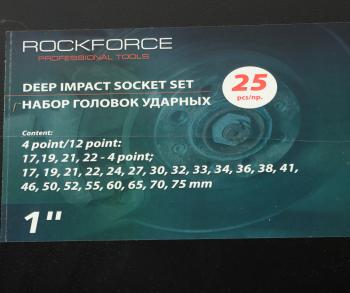 ROCKFORCE
PROFESSIONAL TOOLS
DEEP IMPACT SOCKET SET
НАБОР ГОЛОВОК УДАРНЫХ
25
pcs/пр.
Content:
4 point/12 point:
17,19, 21, 22 - 4 point;
17, 19, 21, 22, 24, 27, 30, 32, 33, 34, 36, 38, 41,
46, 50, 52, 55, 60, 65, 70, 75 mm
1"